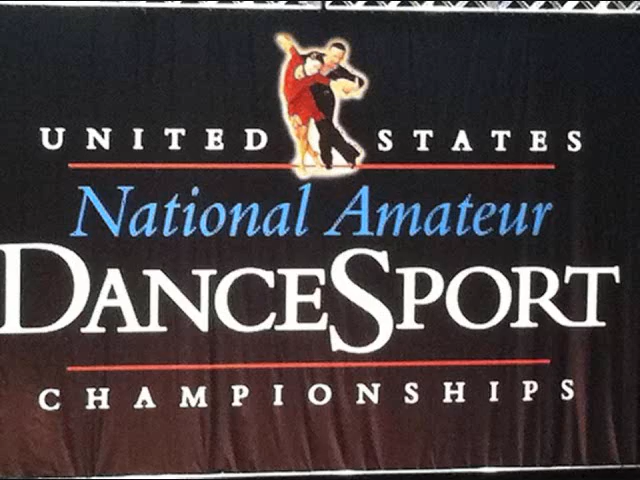 UNITED STATES
National Amateur
DANCESPORT
CHAMPIONSHIPS